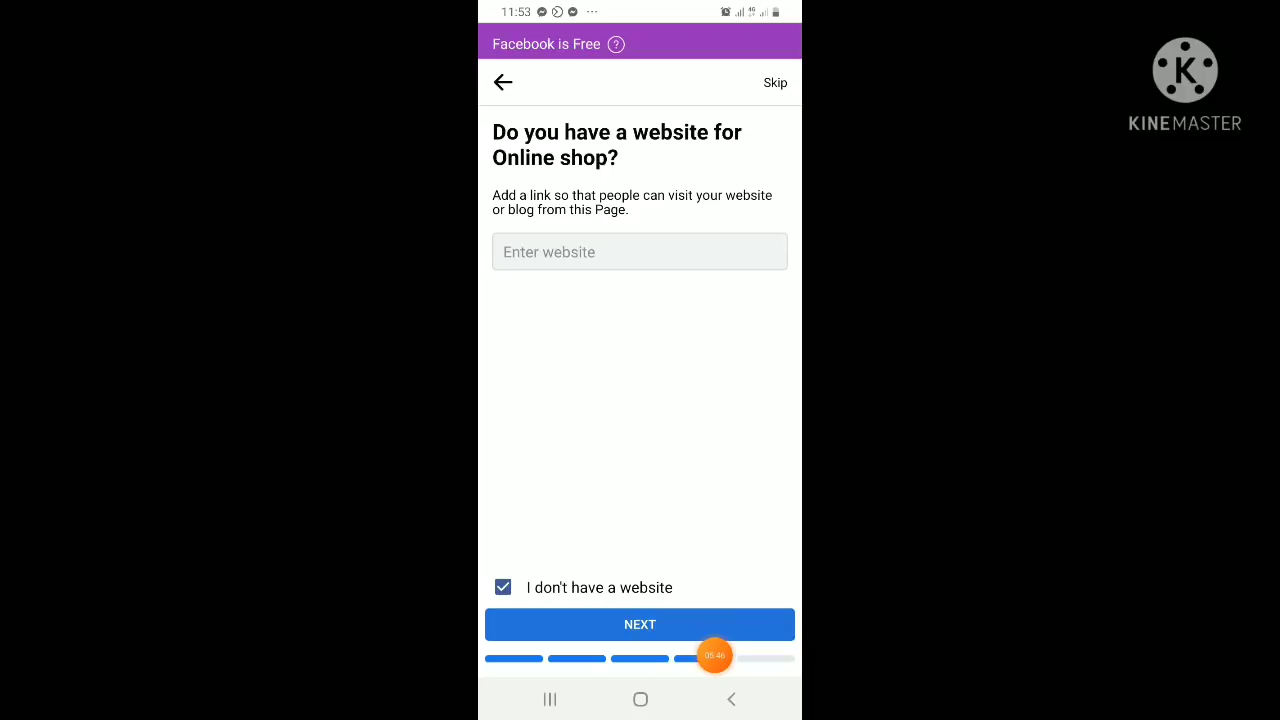 11:53
Facebook is Free ?
Skip
K
KINEMASTER
Do you have a website for
Online shop?
Add a link so that people can visit your website
or blog from this Page.
Enter website
I don't have a website
NEXT